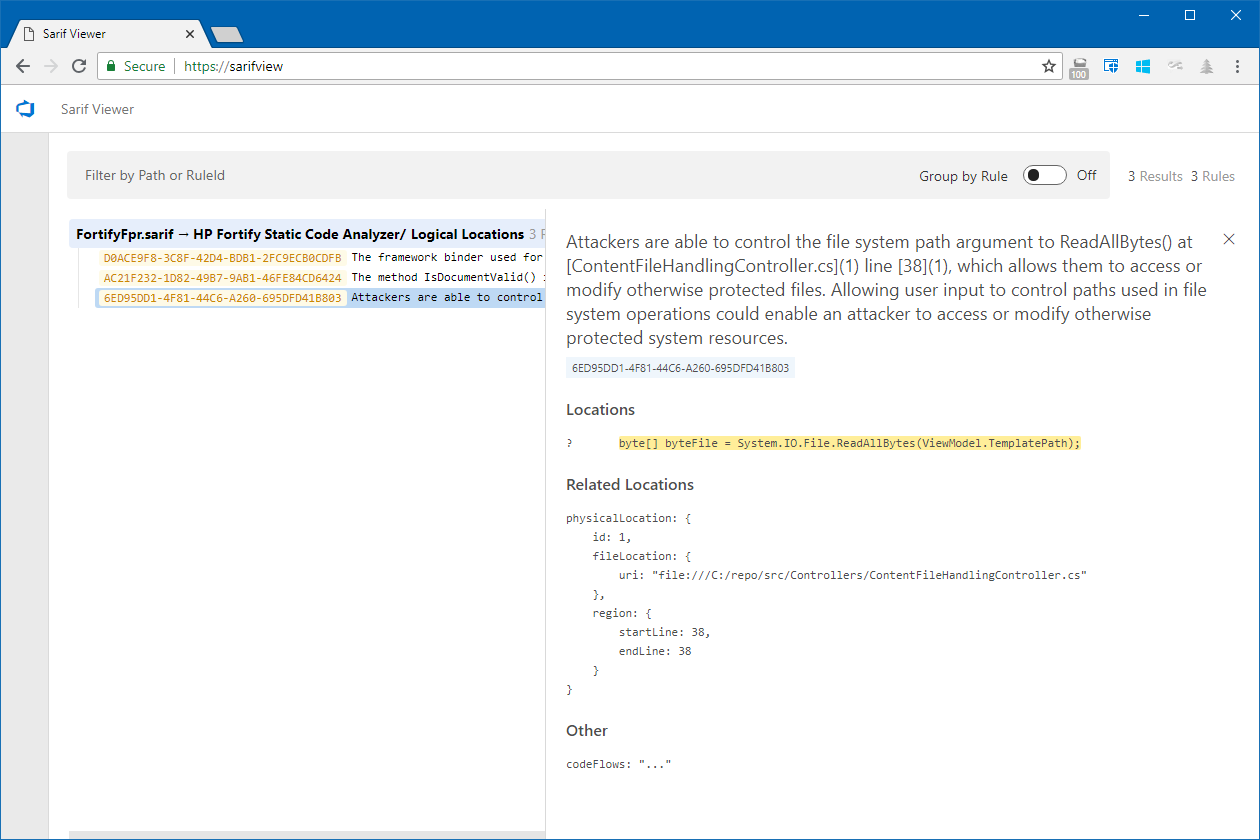 Sarif Viewer
Secure https://sarifview
100
Sarif Viewer
Filter by Path or RuleId
Group by Rule Off 3 Results 3 Rules
FortifyFpr.sarif → HP Fortify Static Code Analyzer/ Logical Locations 3
D0ACE9F8-3C8F-42D4-BDB1-2FC9ECB0CDFB The framework binder used for
AC21F232-1D82-49B7-9AB1-46FE84CD6424 The method IsDocumentValid()
6ED95DD1-4F81-44C6-A260-695DFD41B803 Attackers are able to control
Attackers are able to control the file system path argument to ReadAllBytes() at
[ContentFileHandlingController.cs](1) line [38](1), which allows them to access or
modify otherwise protected files. Allowing user input to control paths used in file
system operations could enable an attacker to access or modify otherwise
protected system resources.
6ED95DD1-4F81-44C6-A260-695DFD41B803
Locations
? byte[] byteFile = System.IO.File.ReadAllBytes(ViewModel.TemplatePath);
Related Locations
physicalLocation: {
id: 1,
fileLocation: {
uri: "file:///C:/repo/src/Controllers/ContentFileHandlingController.cs"
},
region: {
startLine: 38,
endLine: 38
}
}
Other
codeFlows: "..."